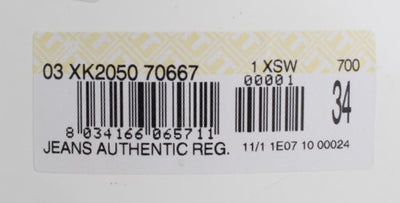 03 XK2050 70667 1 XSW 700
00001
34
8 034166 065711
JEANS AUTHENTIC REG. 11/1 1E07 10 00024